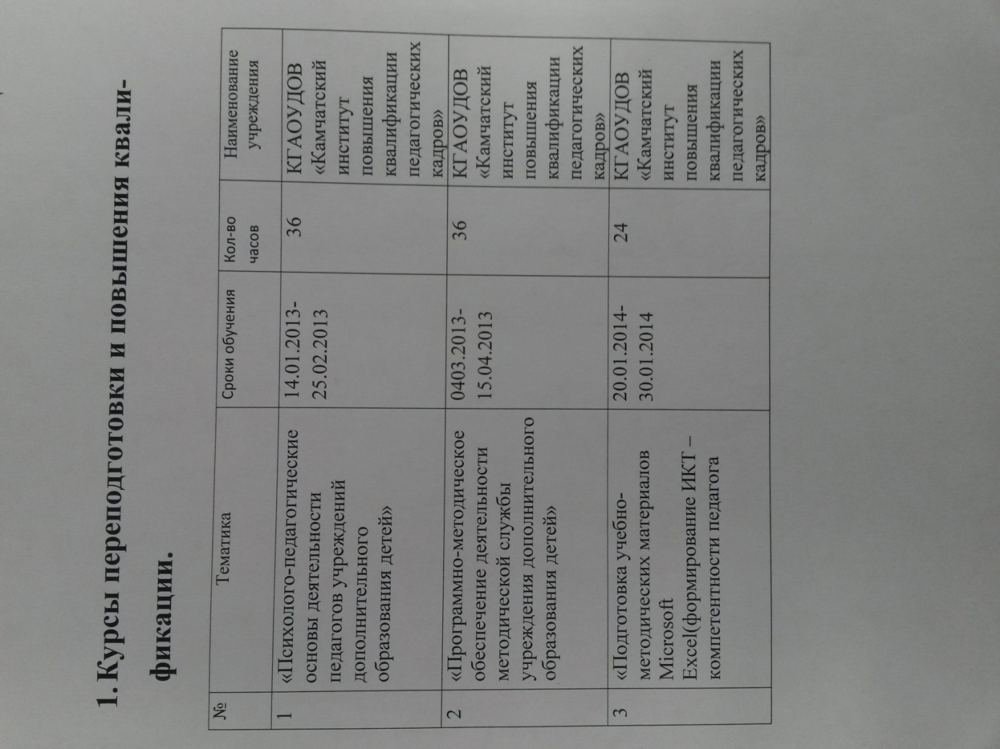 1. Курсы переподготовки и повышения квали-
фикации.
№
Тематика
Сроки обучения
Кол-во
часов
Наименование
учреждения
1
«Психолого-педагогические
основы деятельности
педагогов учреждений
дополнительного
образования детей»
14.01.2013-
25.02.2013
36
КГАОУДОВ
«Камчатский
институт
повышения
квалификации
педагогических
кадров»
2
«Программно-методическое
обеспечение деятельности
методической службы
учреждения дополнительного
образования детей»
0403.2013-
15.04.2013
36
КГАОУДОВ
«Камчатский
институт
повышения
квалификации
педагогических
кадров»
3
«Подготовка учебно-
методических материалов
Microsoft
Excel(формирование ИКТ –
компетентности педагога
20.01.2014-
30.01.2014
24
КГАОУДОВ
«Камчатский
институт
повышения
квалификации
педагогических
кадров»